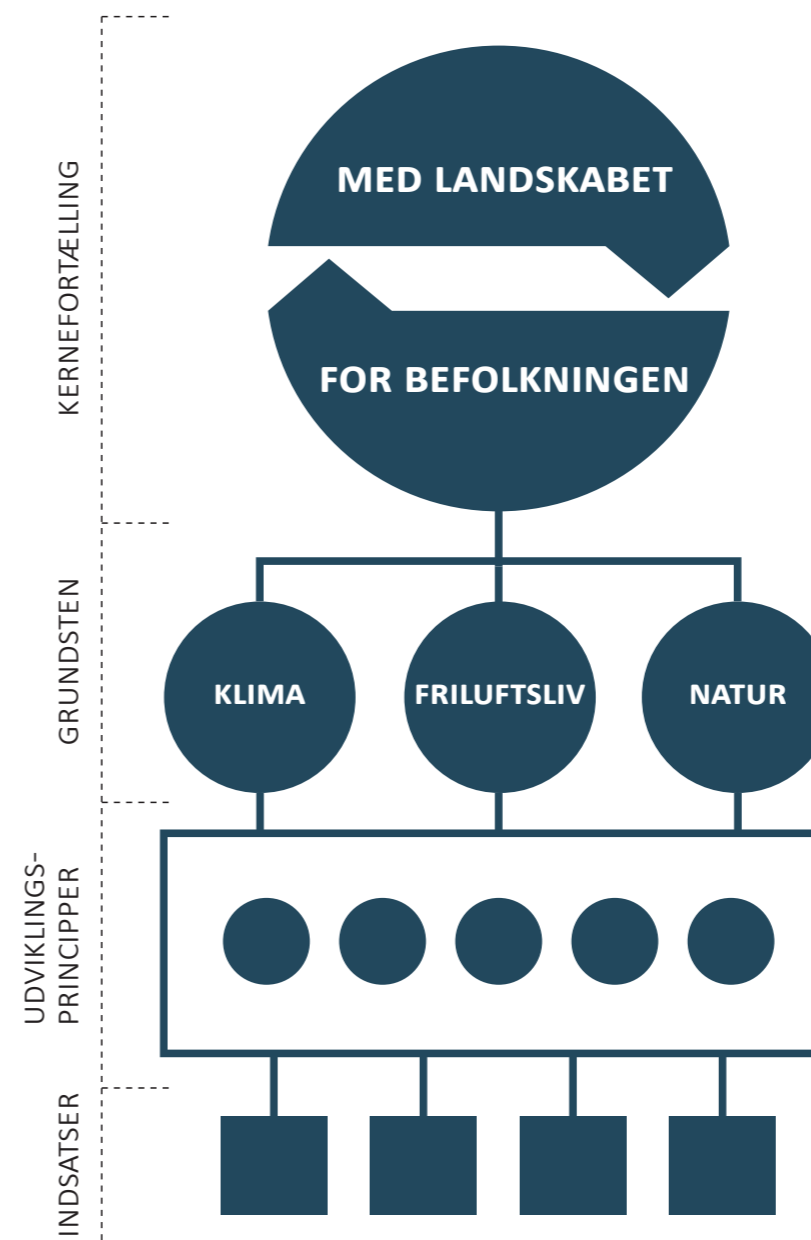 KERNEFORTÆLLING
MED LANDSKABET
FOR BEFOLKNINGEN
GRUNDSTEN
KLIMA
FRILUFTSLIV
NATUR
UDVIKLINGS-
PRINCIPPER
INDSATSER